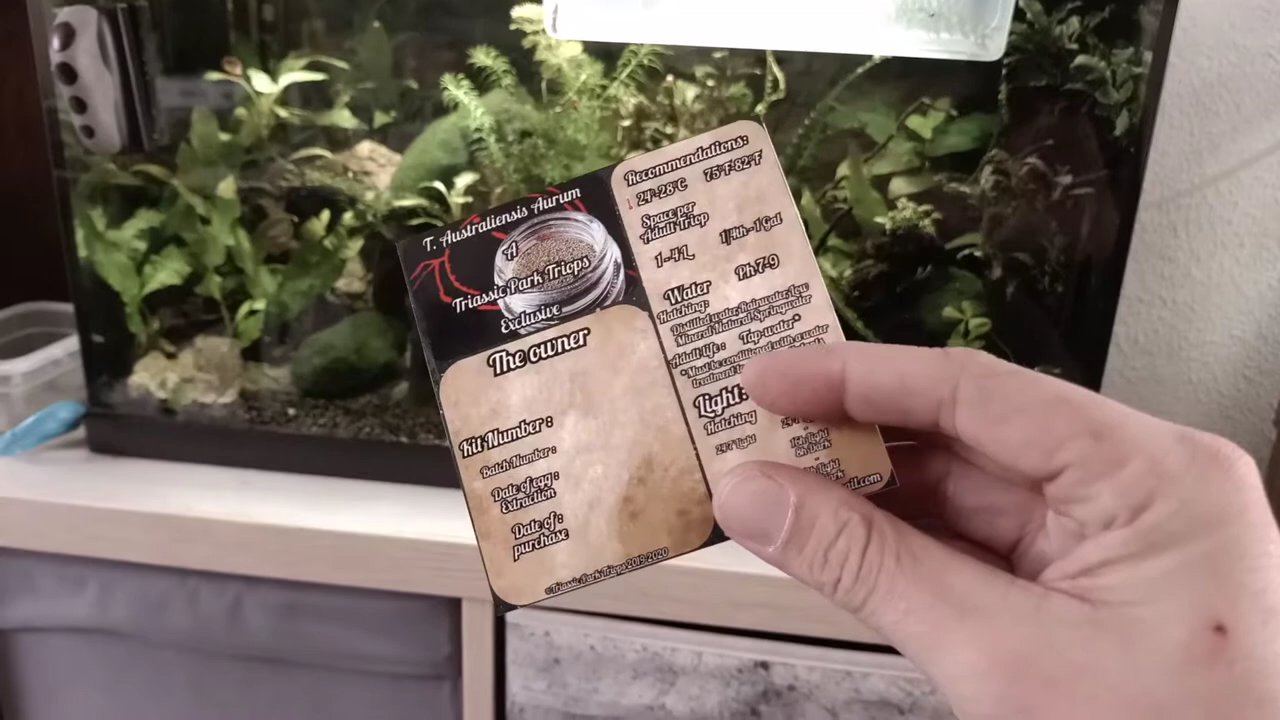 T. Australiensis Aurum
A
Triassic Park Triops
Exclusive
The owner
Kit Number :
Batch Number :
Date of egg :
Extraction
Date of :
purchase
©Triassic Park Triops 2019-2020
Recommendations:
24°-28°C 75°F-82°F
Space per
Adult Triop
1-4 L 1/4th-1 Gal
Water Ph 7-9
Hatching:
Distilled water, Rainwater, Low
Mineral Natural Springwater
Adult life : Tap-water*
*Must be conditioned with a water
treatment
Light:
Hatching
24-7 Light
16h Light
8h Dark
Light